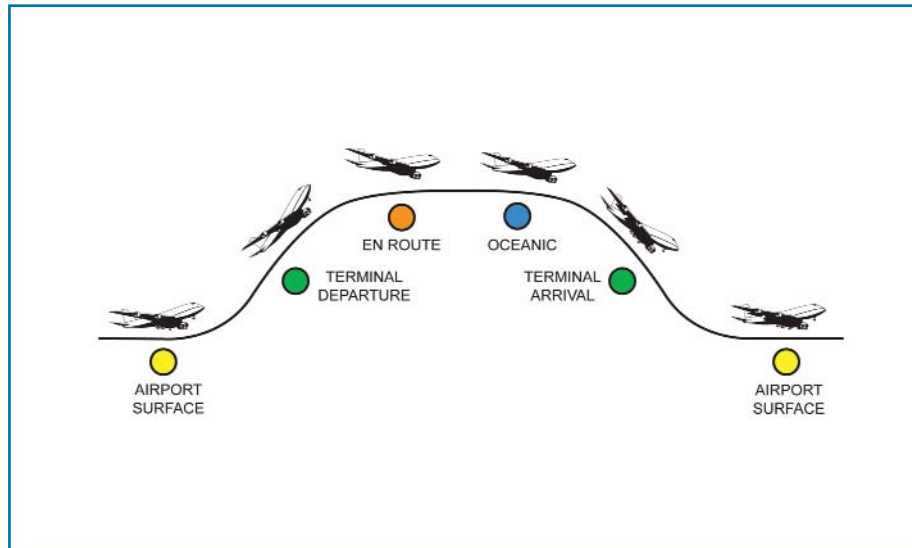 EN ROUTE
OCEANIC
TERMINAL
DEPARTURE
TERMINAL
ARRIVAL
AIRPORT
SURFACE
AIRPORT
SURFACE